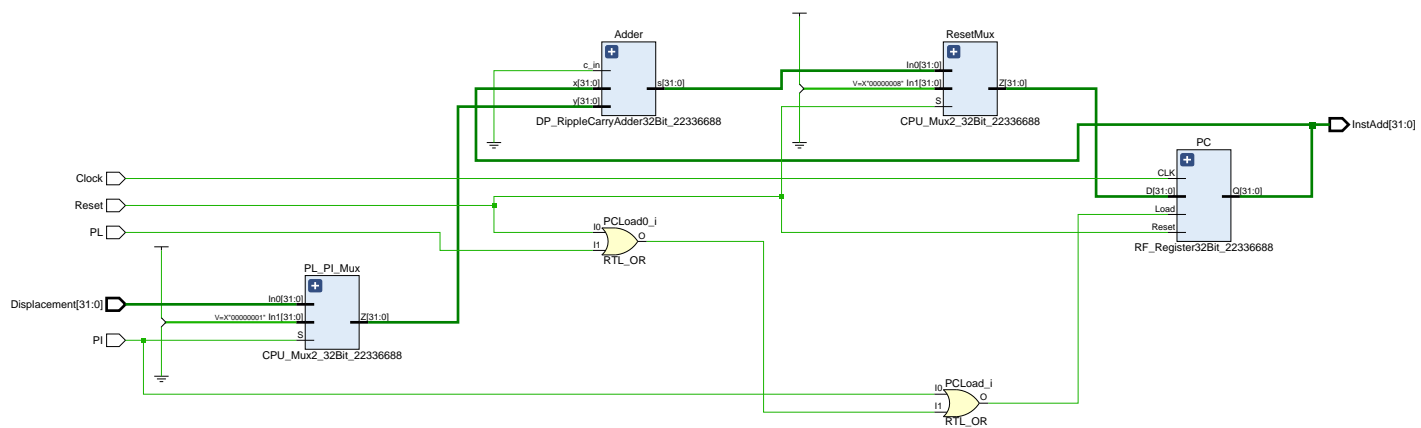 Adder
c_in
x[31:0]
y[31:0]
s[31:0]
DP_RippleCarryAdder32Bit_22336688
ResetMux
In0[31:0]
V=X"00000008" In1[31:0]
S
Z[31:0]
CPU_Mux2_32Bit_22336688
InstAdd[31:0]
PC
CLK
D[31:0]
Load
Reset
Q[31:0]
RF_Register32Bit_22336688
Clock
Reset
PL
PCLoad0_i
I0
I1
O
RTL_OR
PL_PI_Mux
Displacement[31:0]
In0[31:0]
V=X"00000001" In1[31:0]
S
Z[31:0]
CPU_Mux2_32Bit_22336688
PI
PCLoad_i
I0
I1
O
RTL_OR